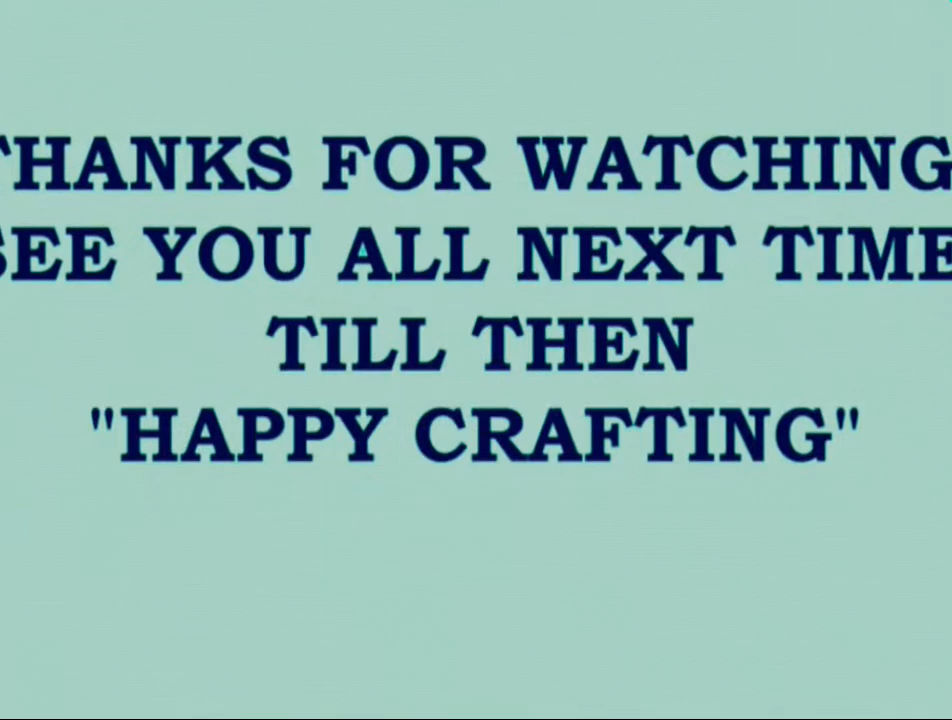 THANKS FOR WATCHING
SEE YOU ALL NEXT TIME
TILL THEN
"HAPPY CRAFTING"